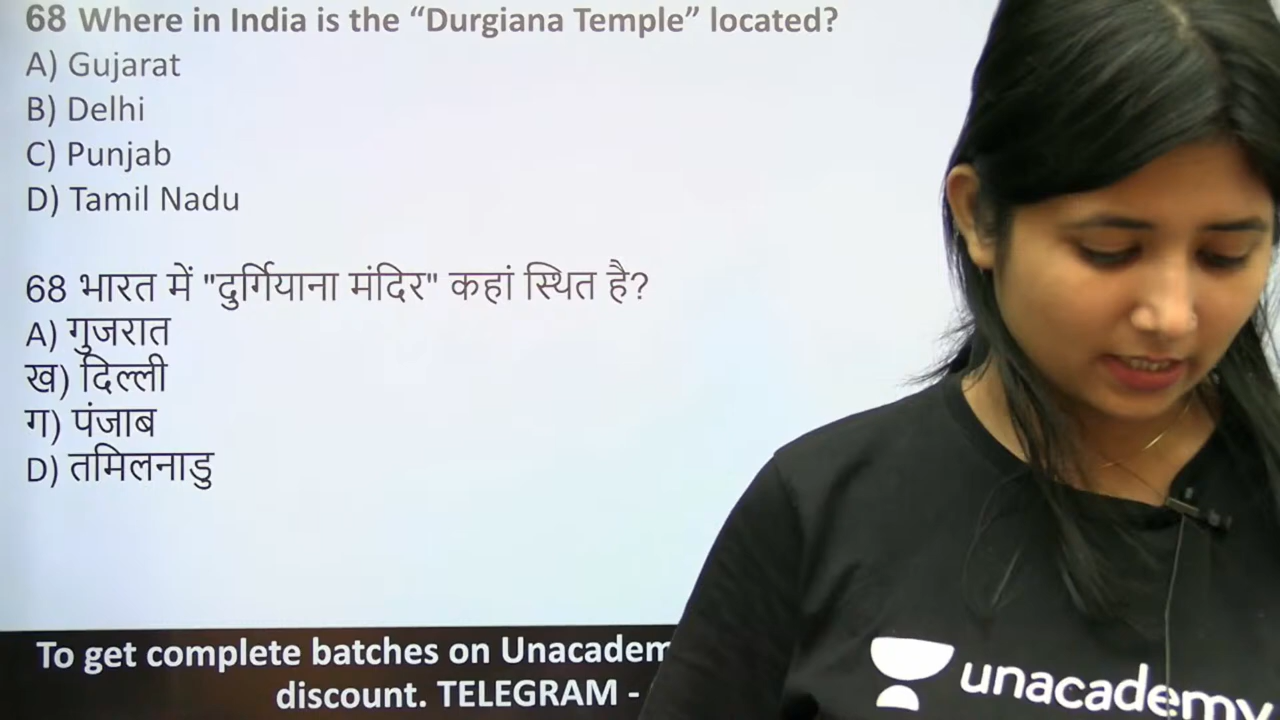 68 Where in India is the “Durgiana Temple” located?
A) Gujarat
B) Delhi
C) Punjab
D) Tamil Nadu
68 भारत में "दुर्गियाना मंदिर" कहां स्थित है?
A) गुजरात
ख) दिल्ली
ग) पंजाब
D) तमिलनाडु
To get complete batches on Unacadem
discount. TELEGRAM -
unacademy